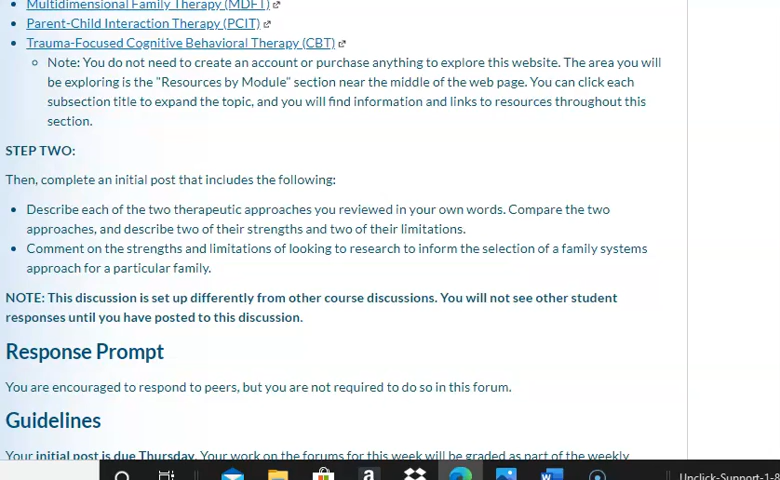 Multidimensional Family Therapy (MDFT)
Parent-Child Interaction Therapy (PCIT)
Trauma-Focused Cognitive Behavioral Therapy (CBT)
Note: You do not need to create an account or purchase anything to explore this website. The area you will
be exploring is the "Resources by Module" section near the middle of the web page. You can click each
subsection title to expand the topic, and you will find information and links to resources throughout this
section.
STEP TWO:
Then, complete an initial post that includes the following:
Describe each of the two therapeutic approaches you reviewed in your own words. Compare the two
approaches, and describe two of their strengths and two of their limitations.
Comment on the strengths and limitations of looking to research to inform the selection of a family systems
approach for a particular family.
NOTE: This discussion is set up differently from other course discussions. You will not see other student
responses until you have posted to this discussion.
Response Prompt
You are encouraged to respond to peers, but you are not required to do so in this forum.
Guidelines
Your initial post is due Thursday. Your work on the forums for this week will be graded as part of the weekly
Unclick-Support-1-8